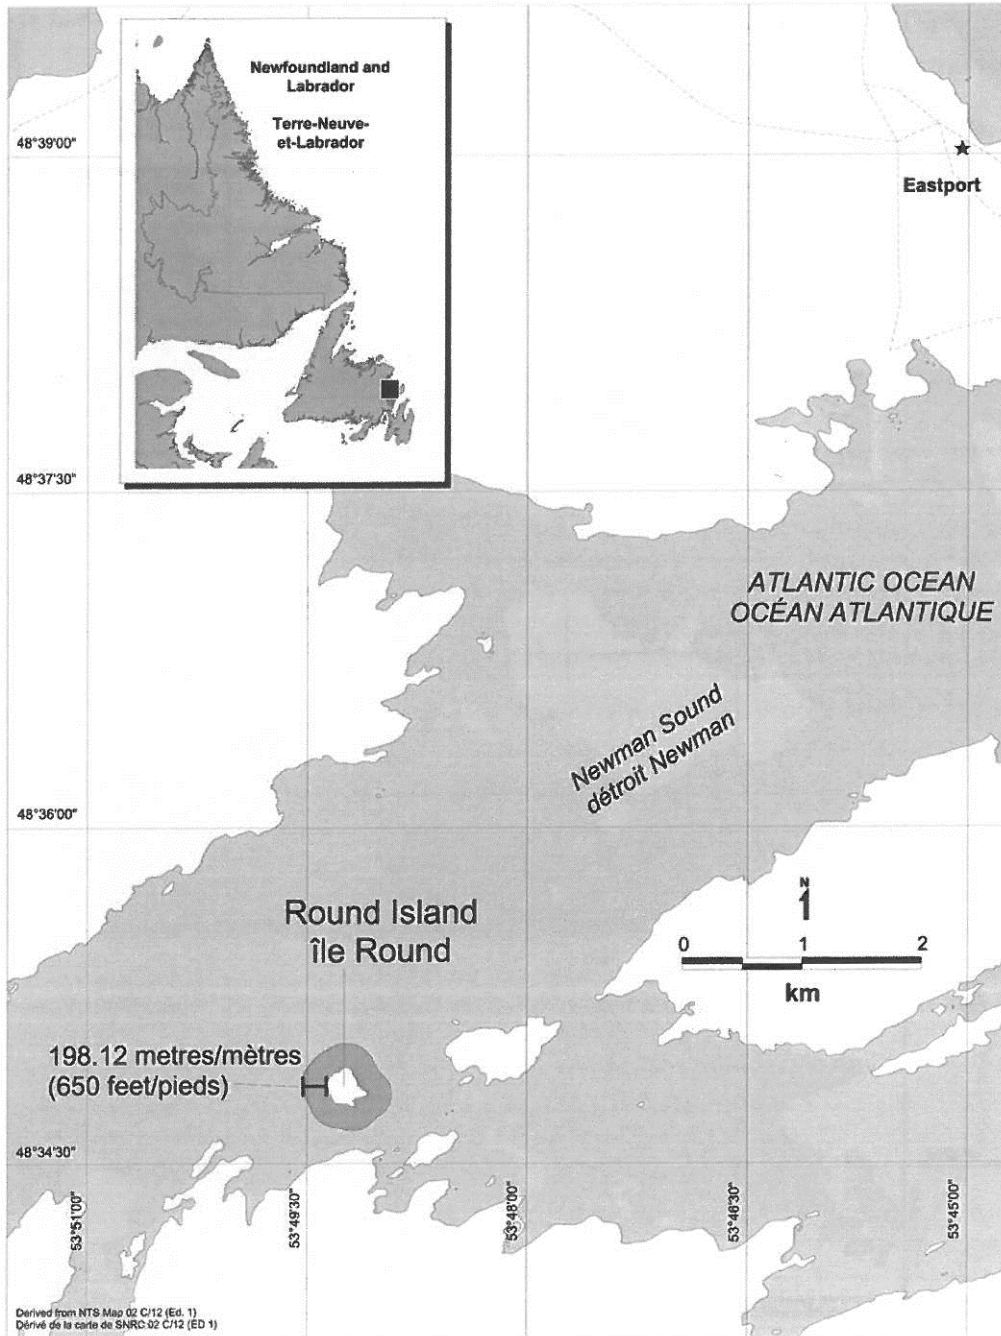 Newfoundland and
Labrador
Terre-Neuve-
et-Labrador
48°39'00"
Eastport
48°37'30"
ATLANTIC OCEAN
OCÉAN ATLANTIQUE
Newman Sound
détroit Newman
48°36'00"
Round Island
île Round
N
0 1 2
km
198.12 metres/mètres
(650 feet/pieds)
48°34'30"
53°51'00"
53°49'30"
53°48'00"
53°46'30"
53°45'00"
Derived from NTS Map 02 C/12 (Ed. 1)
Dérivé de la carte de SNRC 02 C/12 (ED 1)